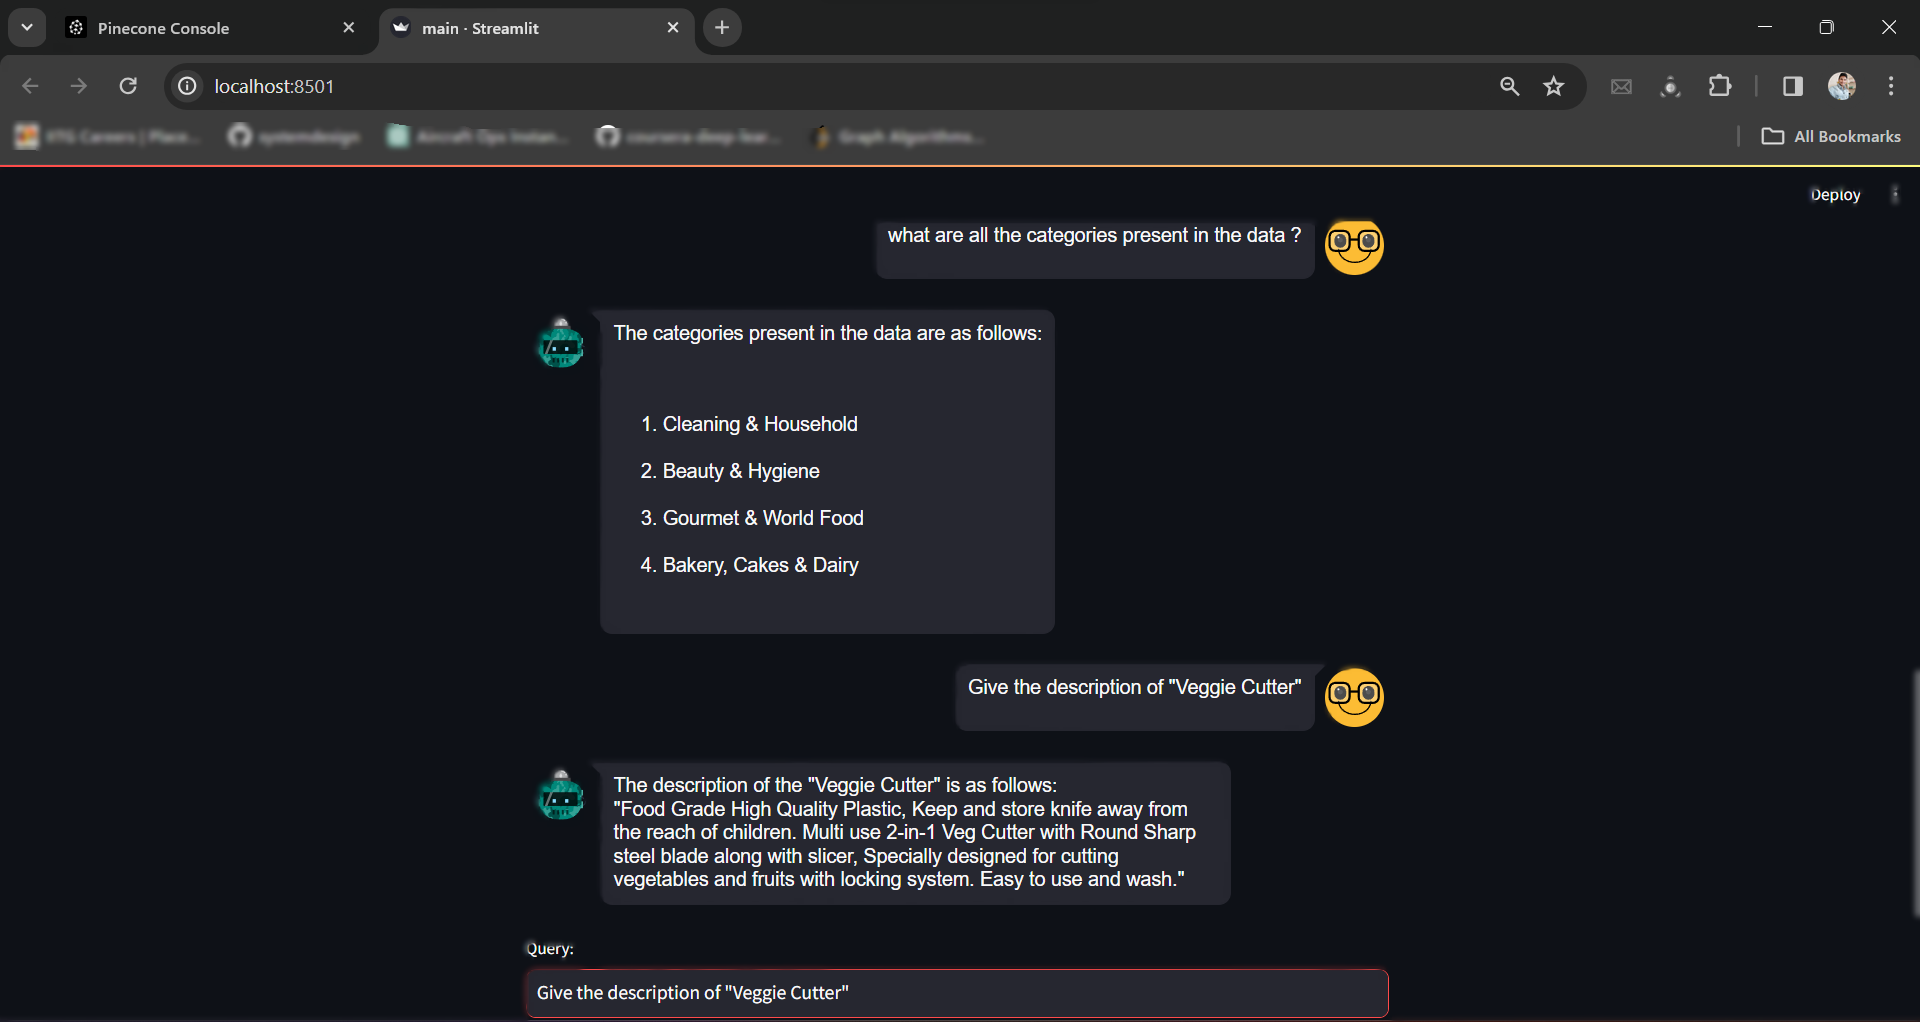 Pinecone Console
main · Streamlit
localhost:8501
All Bookmarks
Deploy
what are all the categories present in the data ?
The categories present in the data are as follows:
1. Cleaning & Household
2. Beauty & Hygiene
3. Gourmet & World Food
4. Bakery, Cakes & Dairy
Give the description of "Veggie Cutter"
The description of the "Veggie Cutter" is as follows:
"Food Grade High Quality Plastic, Keep and store knife away from
the reach of children. Multi use 2-in-1 Veg Cutter with Round Sharp
steel blade along with slicer, Specially designed for cutting
vegetables and fruits with locking system. Easy to use and wash."
Query:
Give the description of "Veggie Cutter"